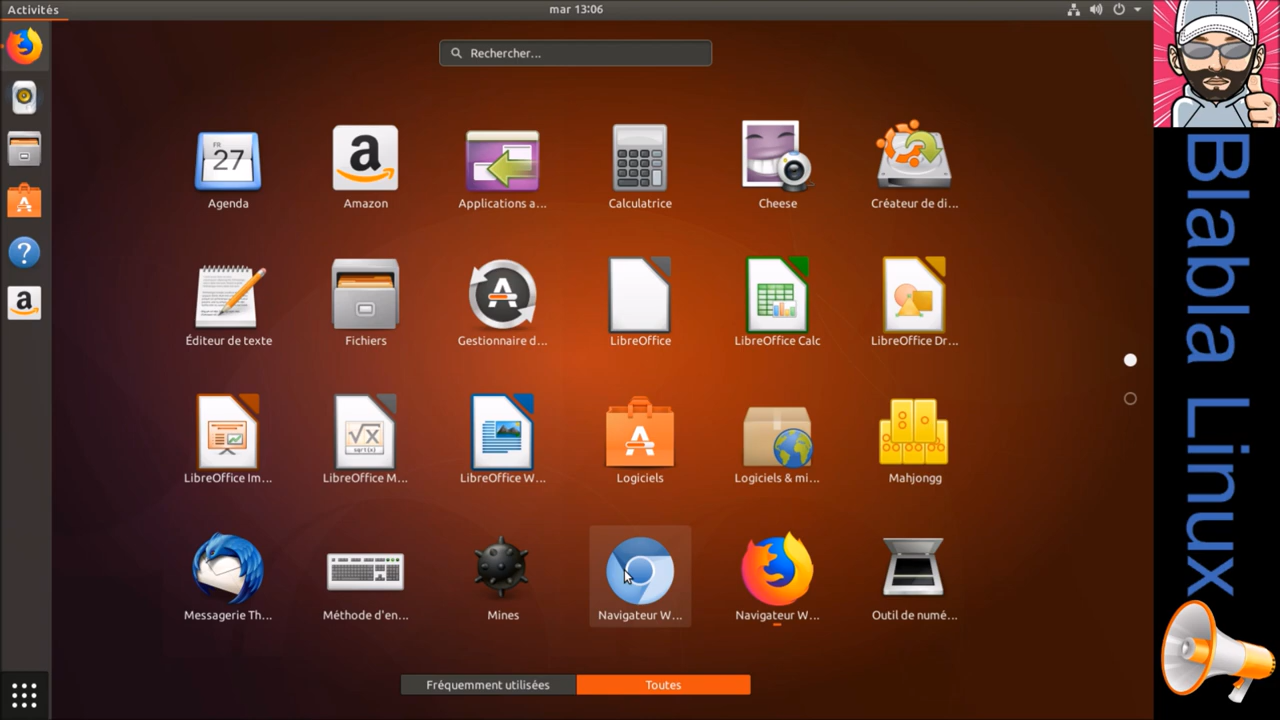 Activités
mar 13:06
Rechercher...
FR
27
Agenda
Amazon
Applications a...
Calculatrice
Cheese
Créateur de di...
Éditeur de texte
Fichiers
Gestionnaire d...
LibreOffice
LibreOffice Calc
LibreOffice Dr...
LibreOffice Im...
LibreOffice M...
LibreOffice W...
Logiciels
Logiciels & mi...
Mahjongg
Messagerie Th...
Méthode d'en...
Mines
Navigateur W...
Navigateur W...
Outil de numé...
Fréquemment utilisées
Toutes
Blabla Linux